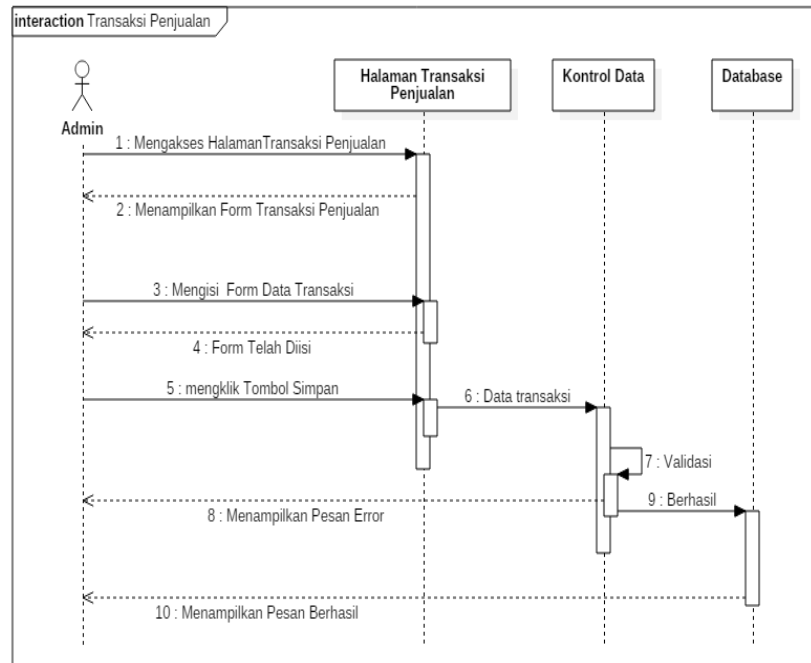 interaction Transaksi Penjualan
Halaman Transaksi
Penjualan
Kontrol Data
Database
Admin
1 : Mengakses HalamanTransaksi Penjualan
2 : Menampilkan Form Transaksi Penjualan
3 : Mengisi  Form Data Transaksi
4 : Form Telah Diisi
5 : mengklik Tombol Simpan
6 : Data transaksi
7 : Validasi
8 : Menampilkan Pesan Error
9 : Berhasil
10 : Menampilkan Pesan Berhasil